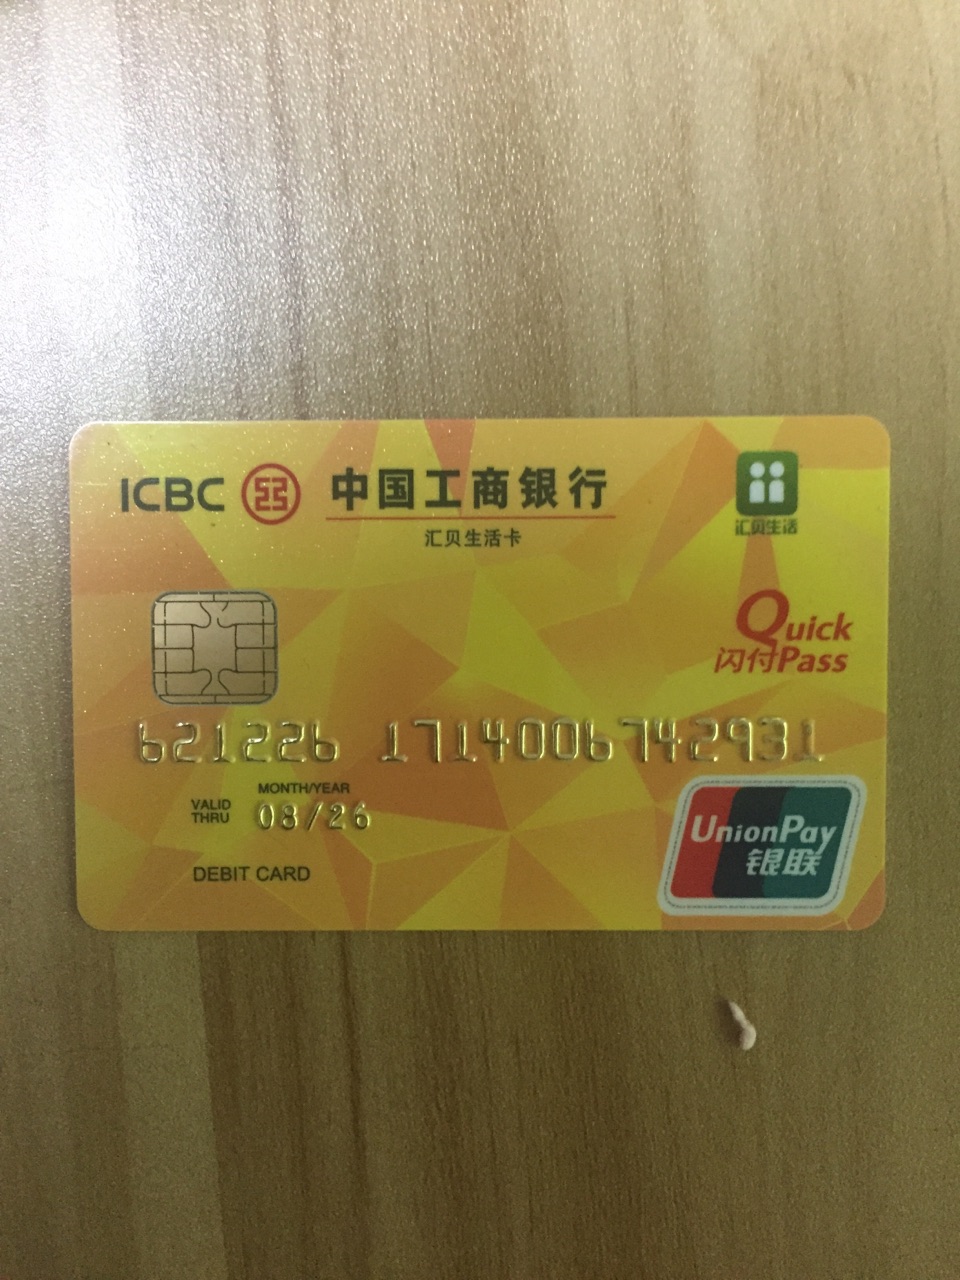 ICBC 中国工商银行
汇贝生活卡
汇贝生活
Quick
闪付Pass
621226 1714006742931
MONTH/YEAR
VALID THRU 08/26
DEBIT CARD
UnionPay
银联